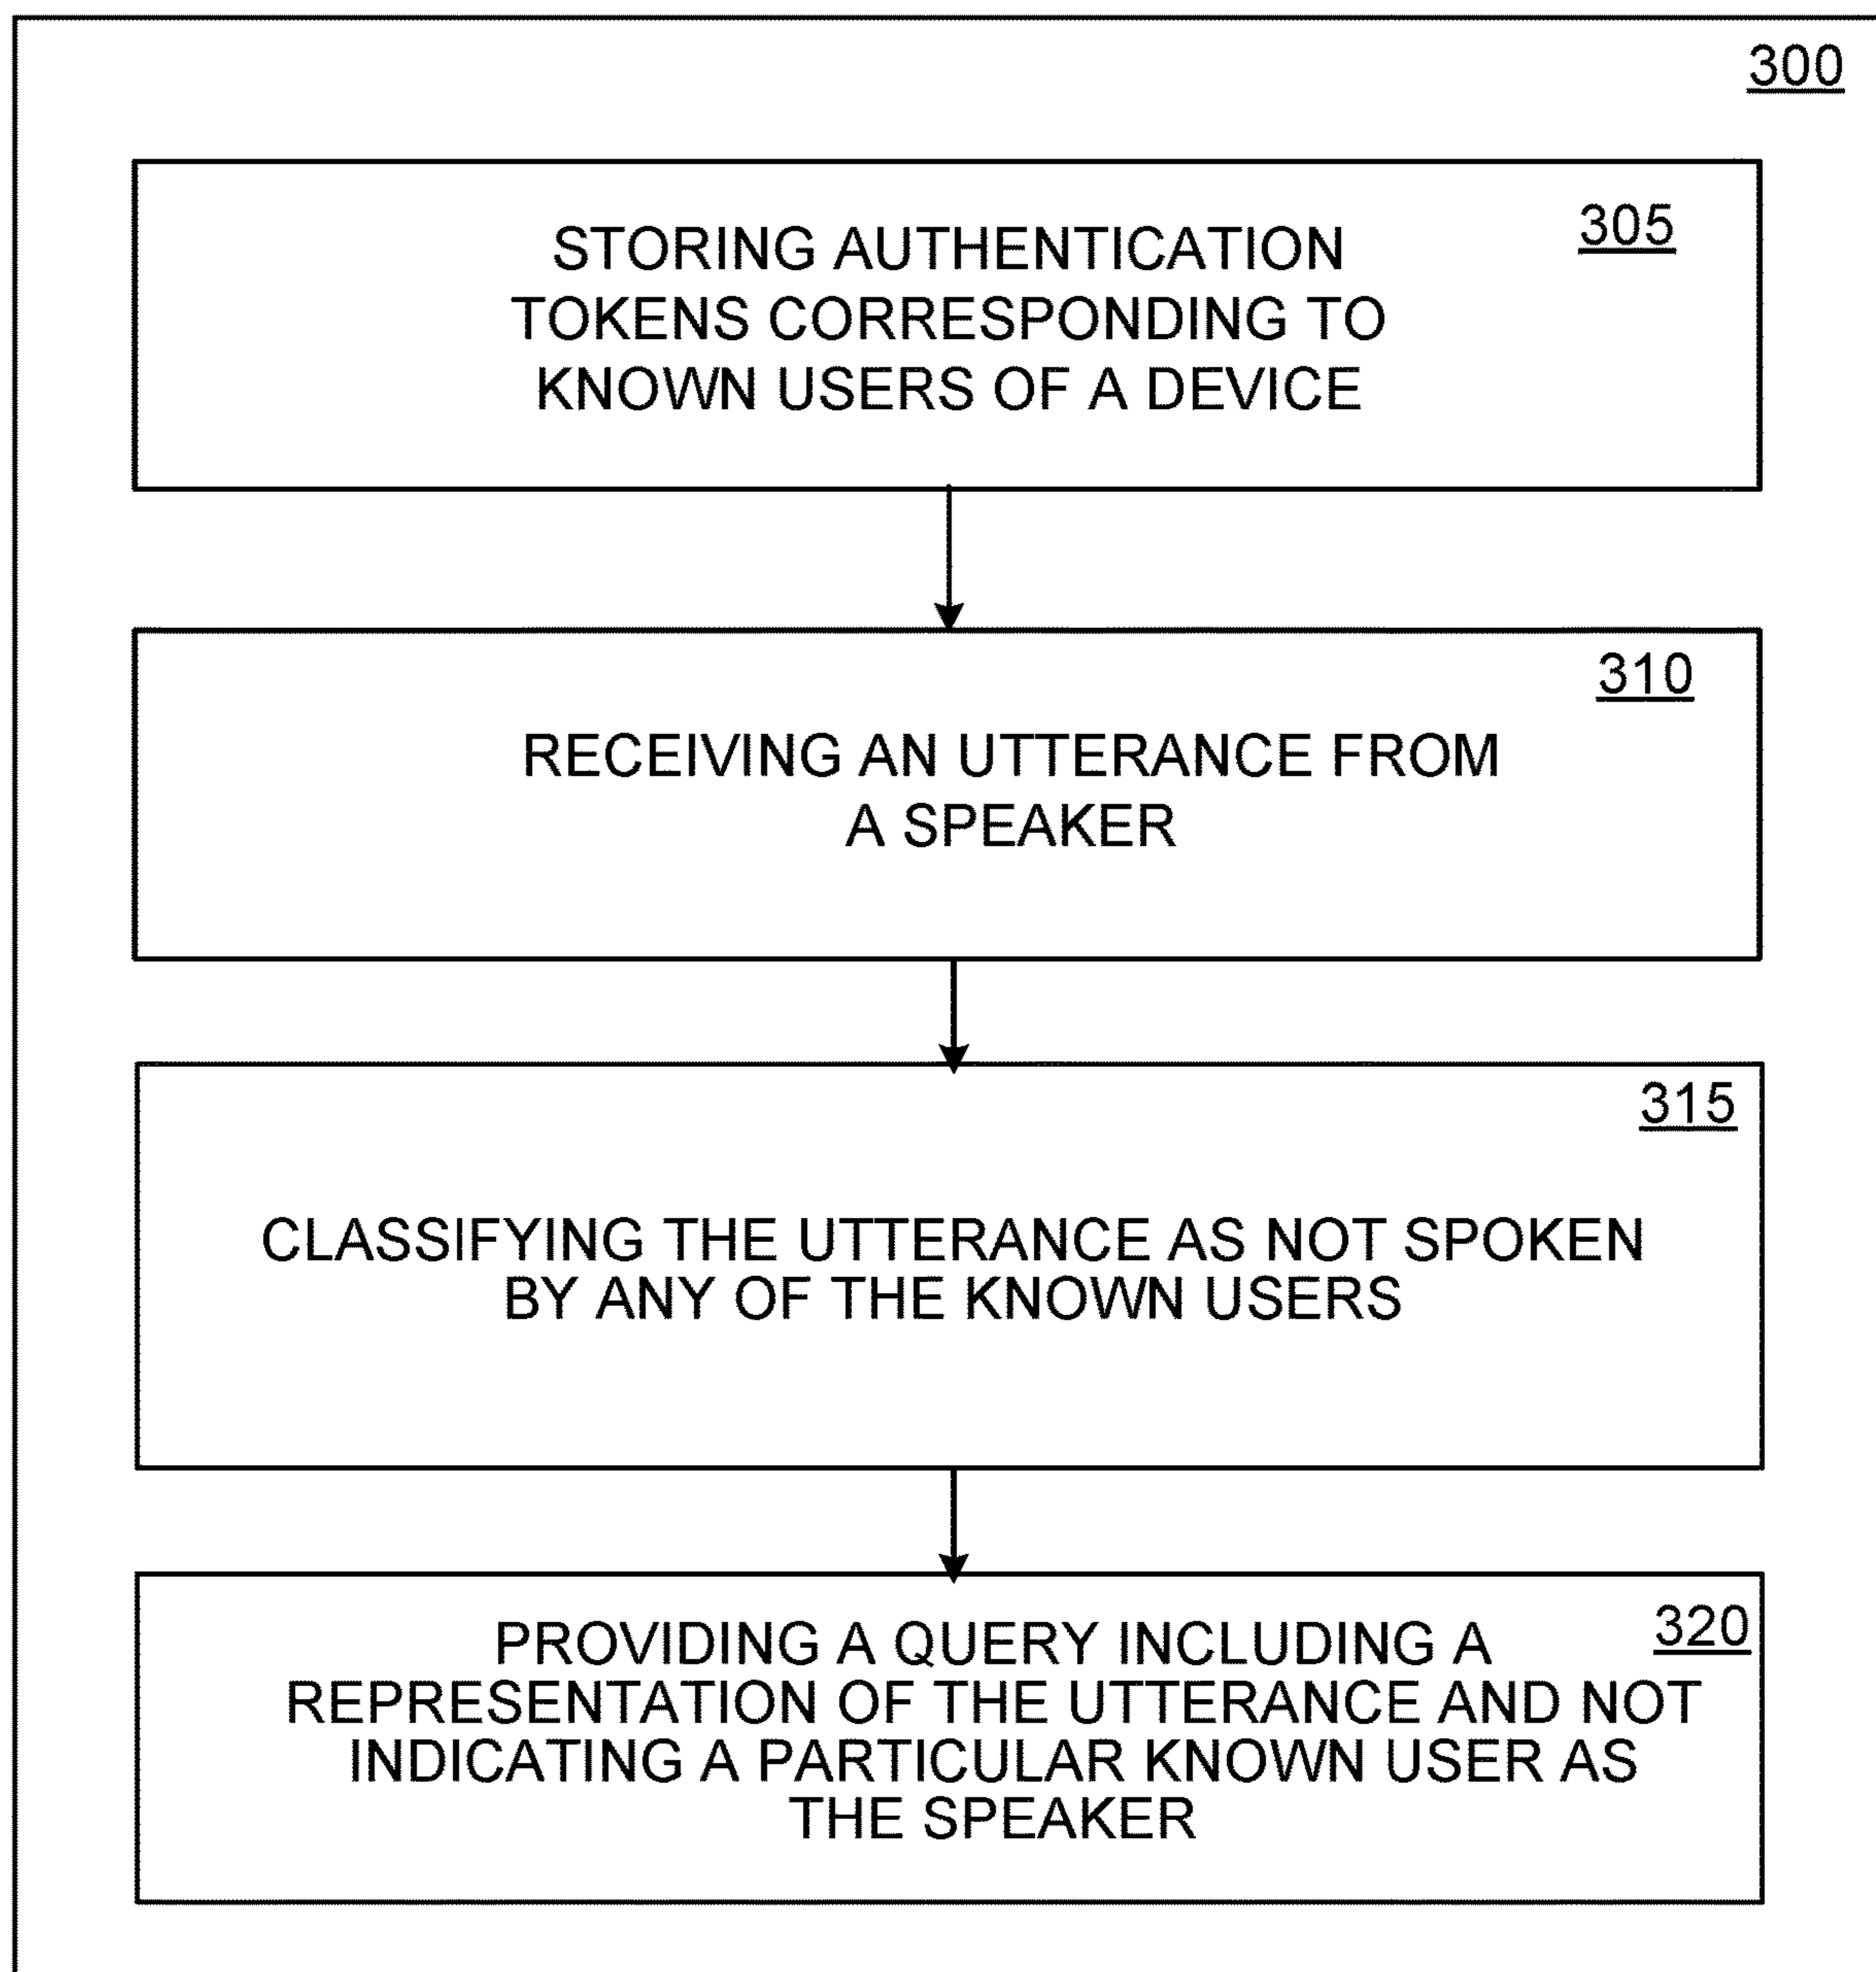 300
305
STORING AUTHENTICATION
TOKENS CORRESPONDING TO
KNOWN USERS OF A DEVICE
310
RECEIVING AN UTTERANCE FROM
A SPEAKER
315
CLASSIFYING THE UTTERANCE AS NOT SPOKEN
BY ANY OF THE KNOWN USERS
320
PROVIDING A QUERY INCLUDING A
REPRESENTATION OF THE UTTERANCE AND NOT
INDICATING A PARTICULAR KNOWN USER AS
THE SPEAKER